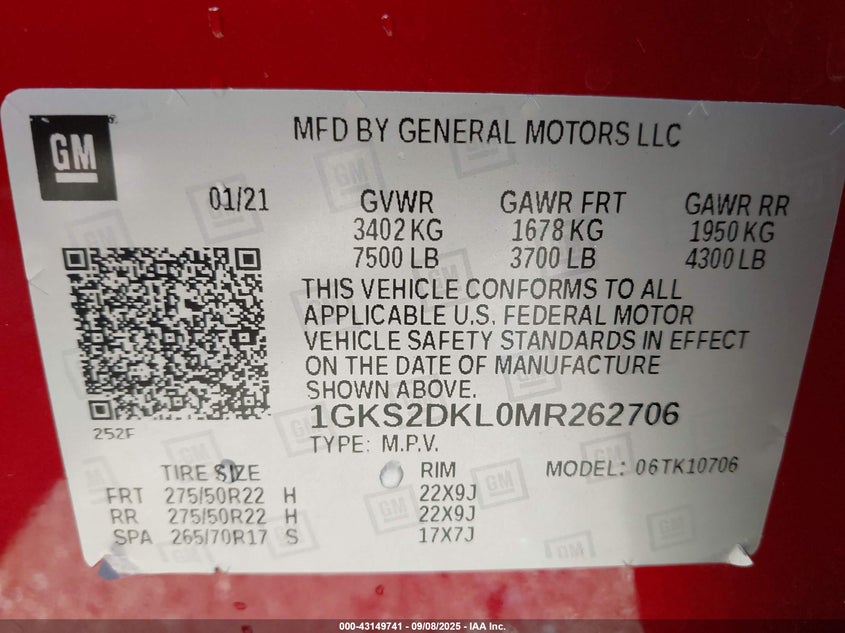 GM
MFD BY GENERAL MOTORS LLC
01/21 GVWR GAWR FRT GAWR RR
3402 KG 1678 KG 1950 KG
7500 LB 3700 LB 4300 LB
THIS VEHICLE CONFORMS TO ALL
APPLICABLE U.S. FEDERAL MOTOR
VEHICLE SAFETY STANDARDS IN EFFECT
ON THE DATE OF MANUFACTURE
SHOWN ABOVE.
1GKS2DKL0MR262706
252F
TYPE: M.P.V.
TIRE SIZE RIM MODEL: 06TK10706
FRT 275/50R22 H 22X9J
RR 275/50R22 H 22X9J
SPA 265/70R17 S 17X7J
000-43149741 - 09/08/2025 - IAA Inc.